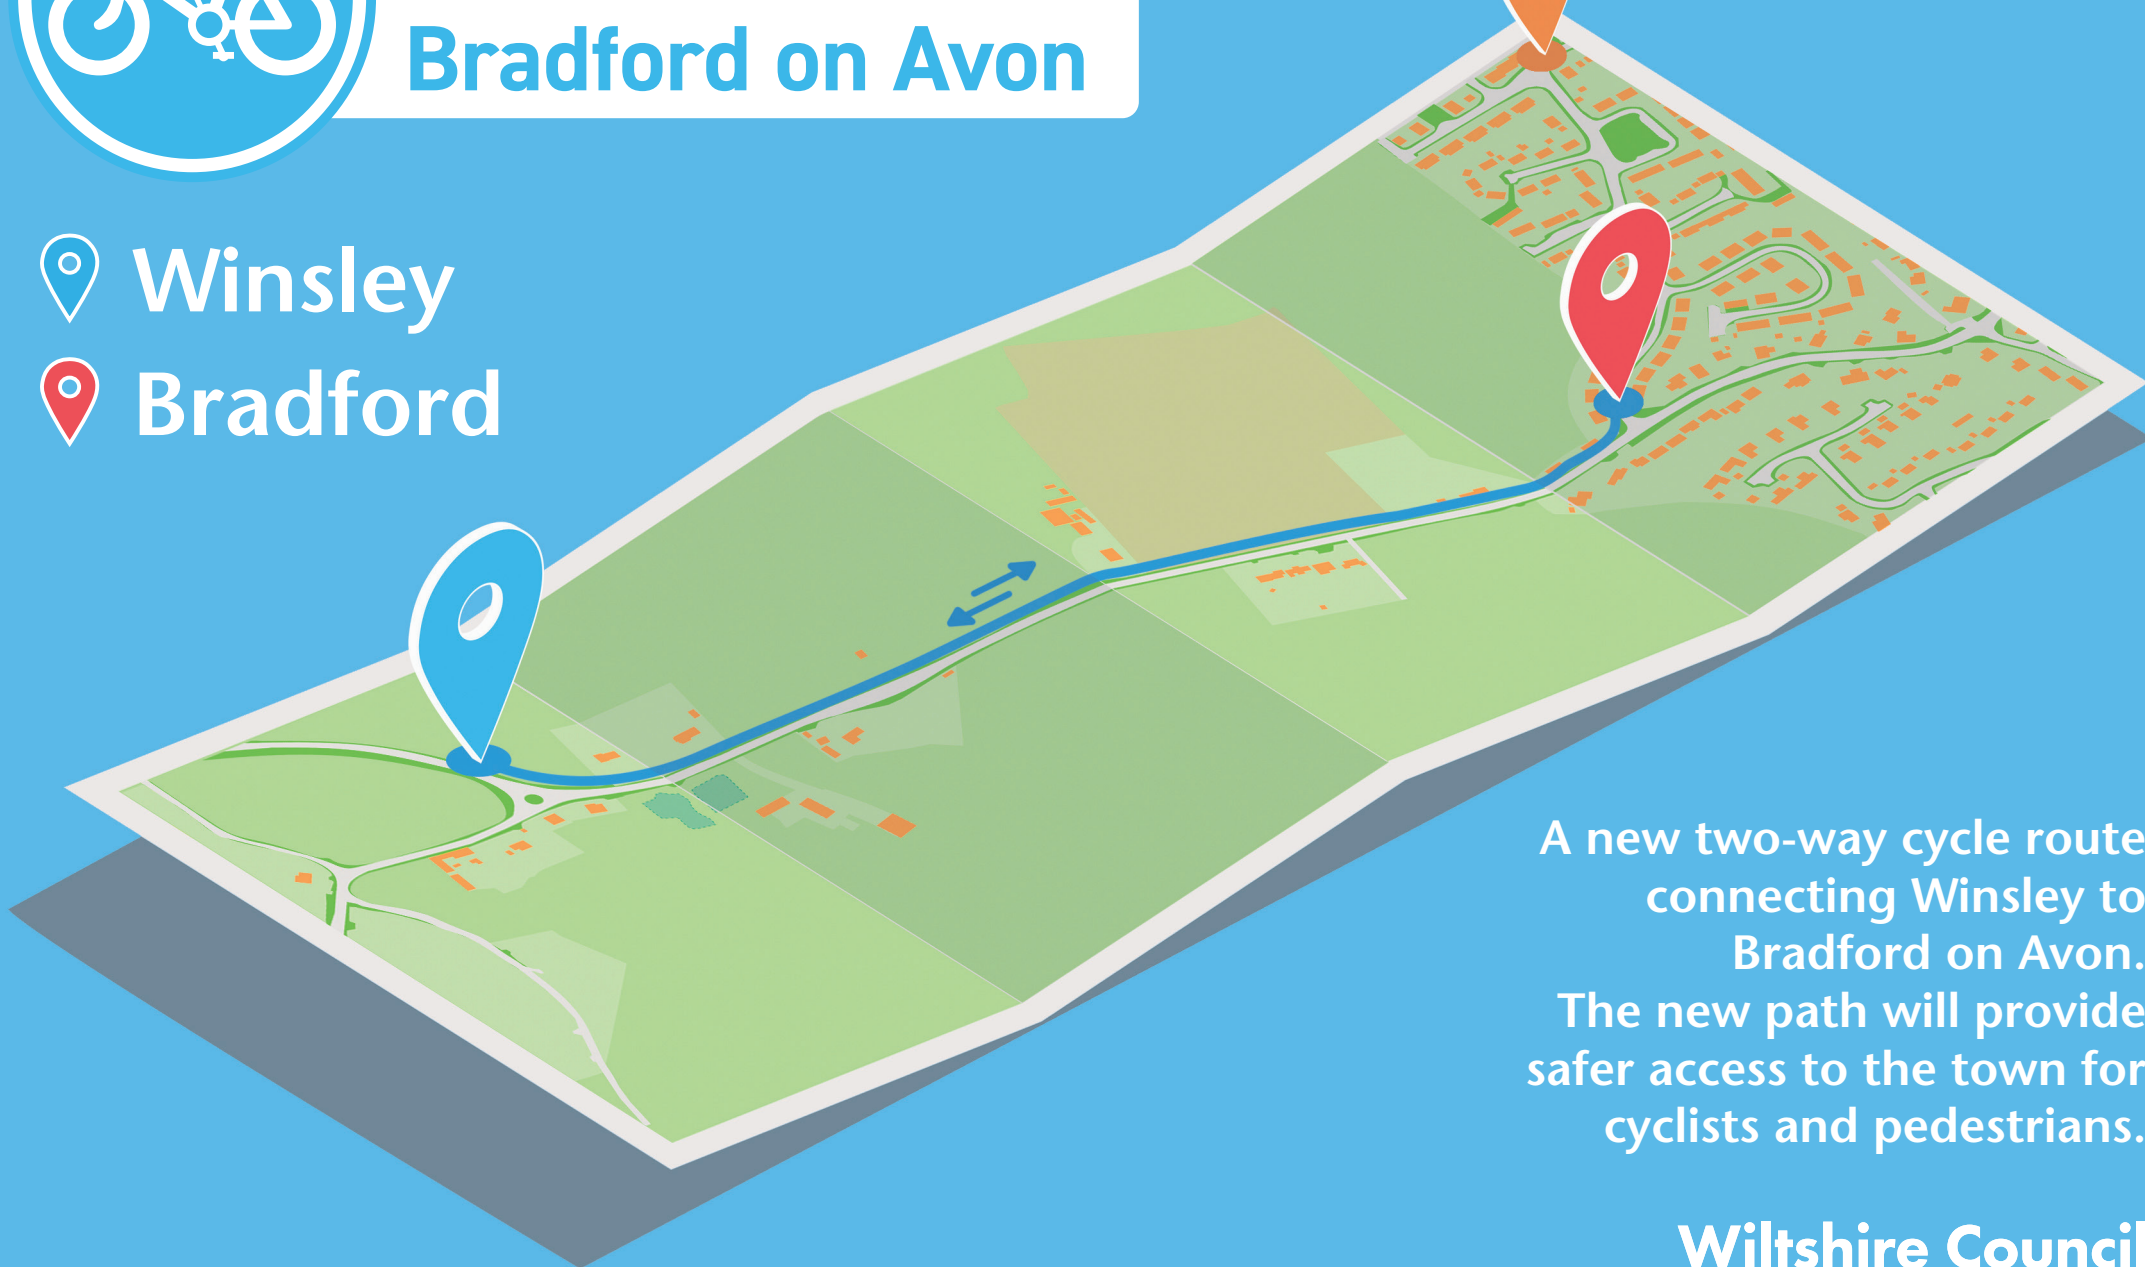 Bradford on Avon
Winsley
Bradford
A new two-way cycle route
connecting Winsley to
Bradford on Avon.
The new path will provide
safer access to the town for
cyclists and pedestrians.
Wiltshire Council